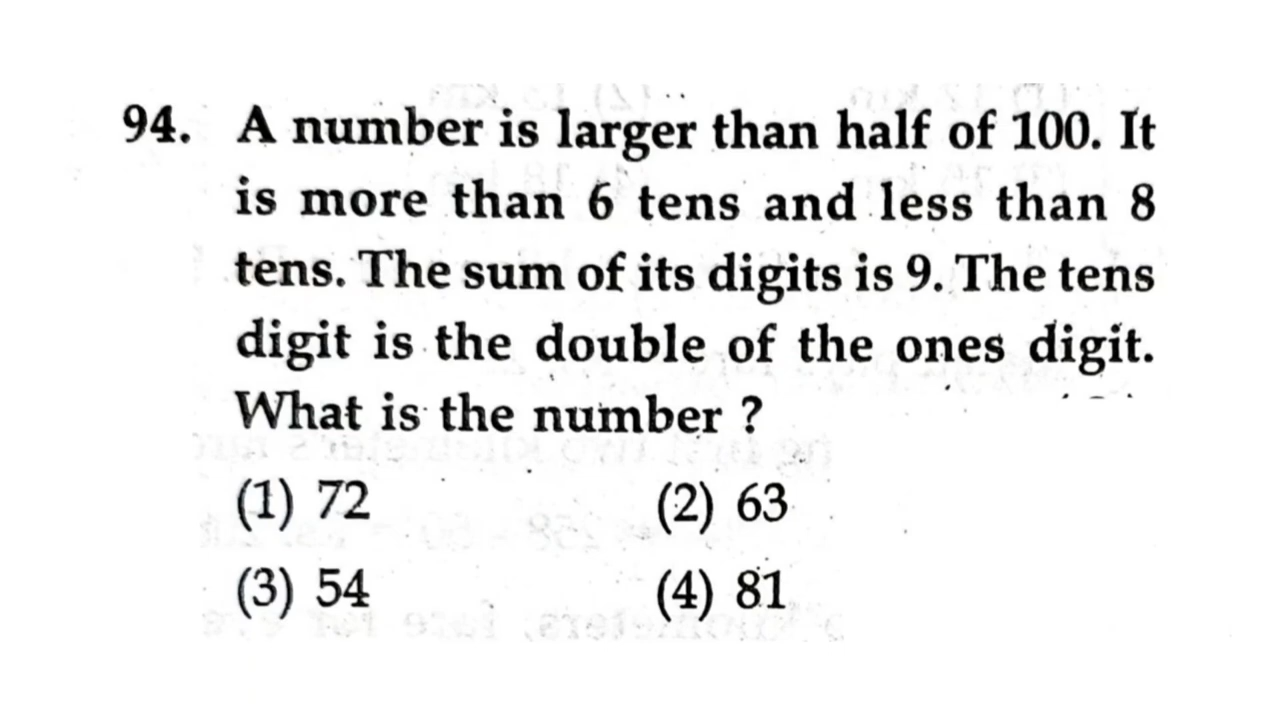 94. A number is larger than half of 100. It
is more than 6 tens and less than 8
tens. The sum of its digits is 9. The tens
digit is the double of the ones digit.
What is the number ?
(1) 72 (2) 63
(3) 54 (4) 81